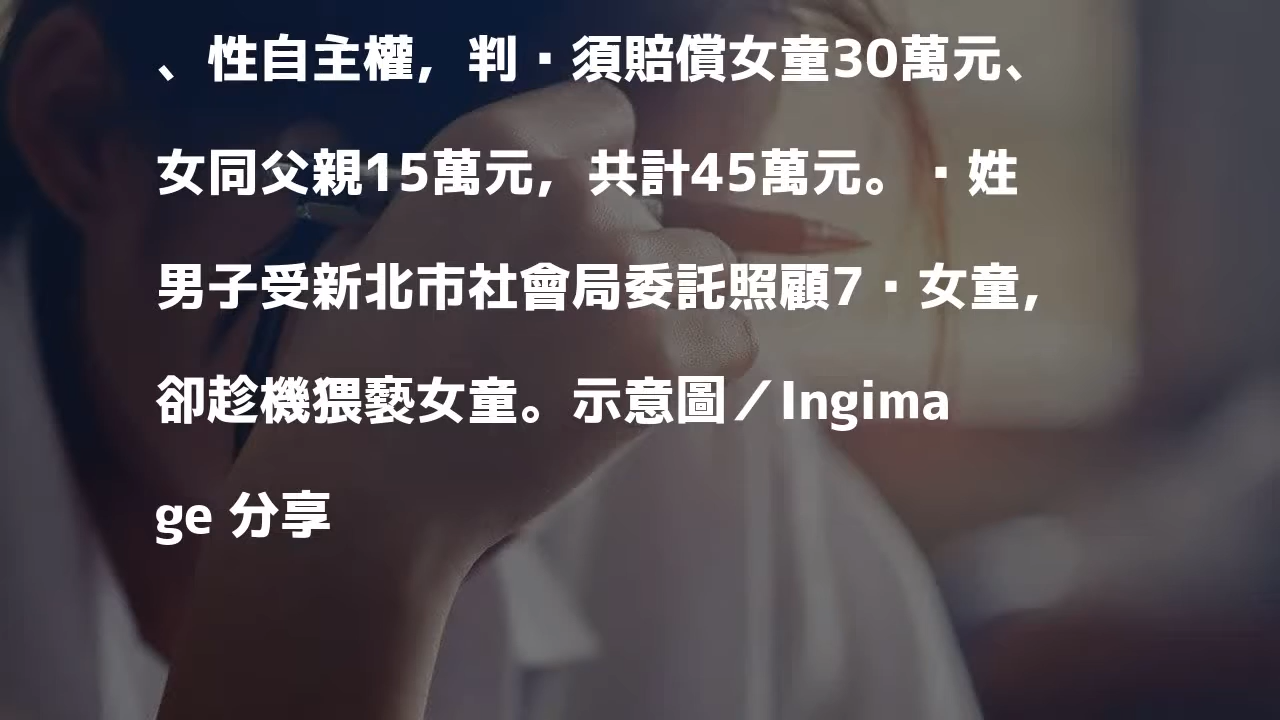 、性自主權，判▪須賠償女童30萬元、
女同父親15萬元，共計45萬元。▪姓
男子受新北市社會局委託照顧7▪女童，
卻趁機猥褻女童。示意圖／Ingima
ge 分享